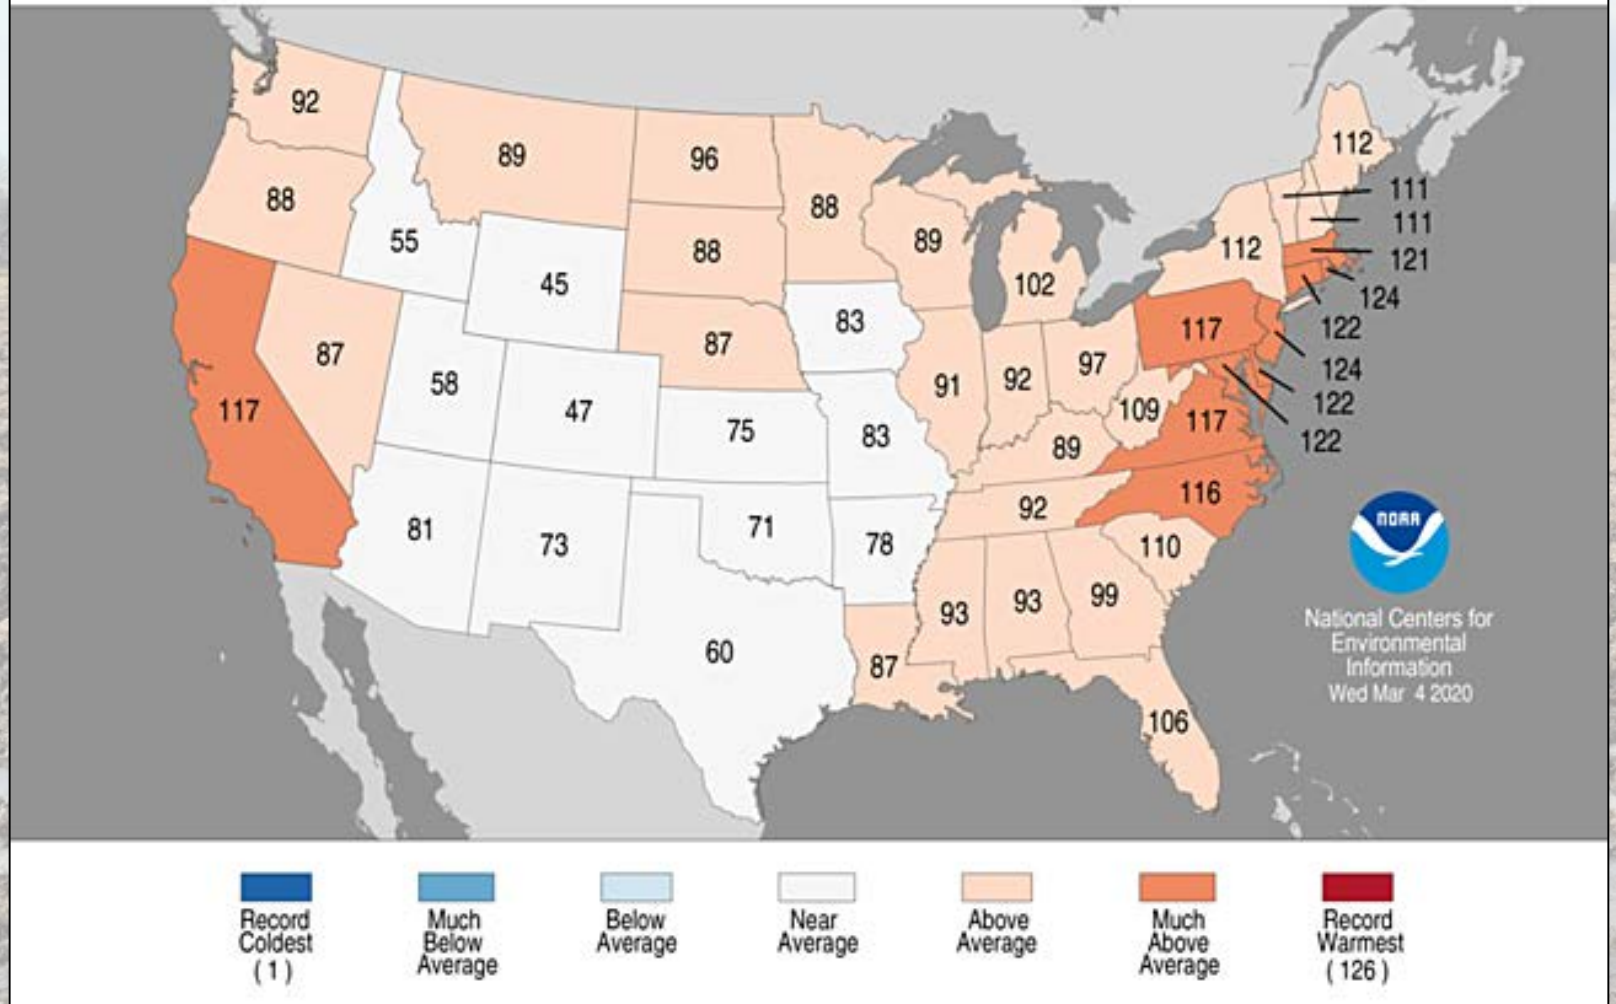 92
89
96
88
112
111
88
55
45
88
89
102
112
111
121
124
122
83
117
87
87
58
47
91
92
97
124
122
122
117
75
83
89
109
117
81
73
71
78
92
116
110
60
87
93
93
99
106
NOAA
National Centers for
Environmental
Information
Wed Mar 4 2020
Record
Coldest
( 1 )
Much
Below
Average
Below
Average
Near
Average
Above
Average
Much
Above
Average
Record
Warmest
( 126 )